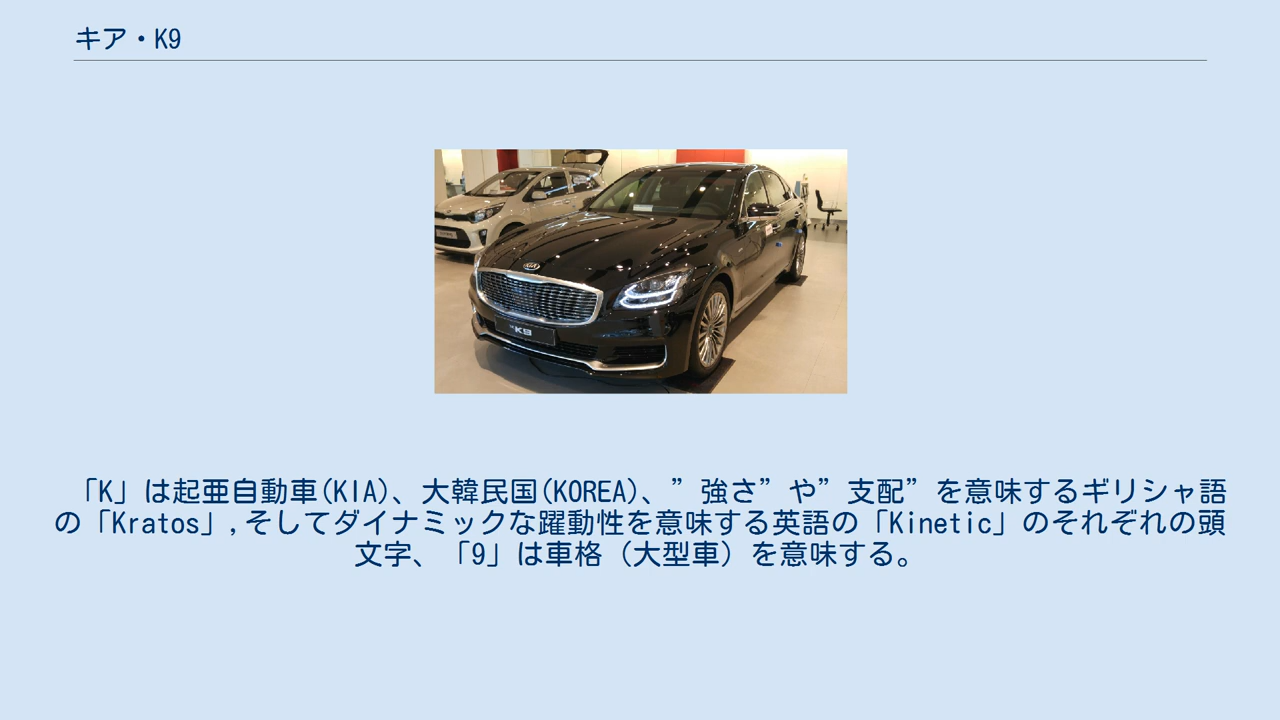 キア・K9
KIA
K9
「K」は起亜自動車(KIA)、大韓民国(KOREA)、”強さ”や”支配”を意味するギリシャ語
の「Kratos」,そしてダイナミックな躍動性を意味する英語の「Kinetic」のそれぞれの頭
文字、「9」は車格（大型車）を意味する。